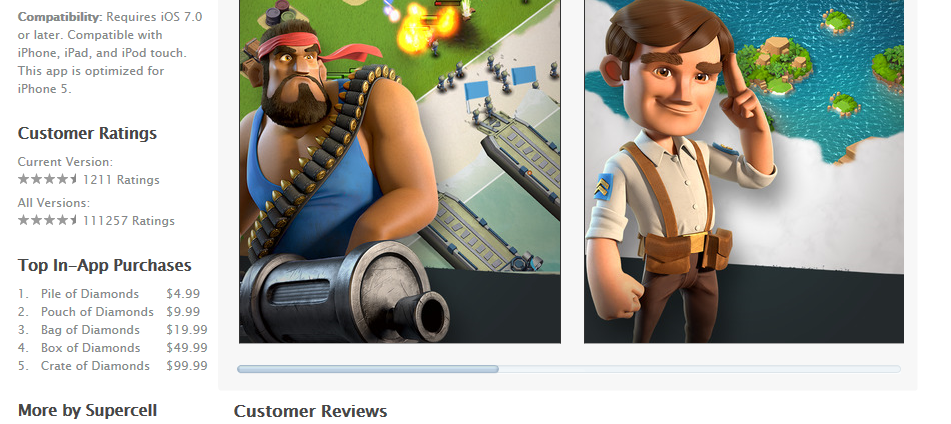 Compatibility: Requires iOS 7.0
or later. Compatible with
iPhone, iPad, and iPod touch.
This app is optimized for
iPhone 5.
Customer Ratings
Current Version:
1211 Ratings
All Versions:
111257 Ratings
Top In-App Purchases
1. Pile of Diamonds $4.99
2. Pouch of Diamonds $9.99
3. Bag of Diamonds $19.99
4. Box of Diamonds $49.99
5. Crate of Diamonds $99.99
More by Supercell
Customer Reviews